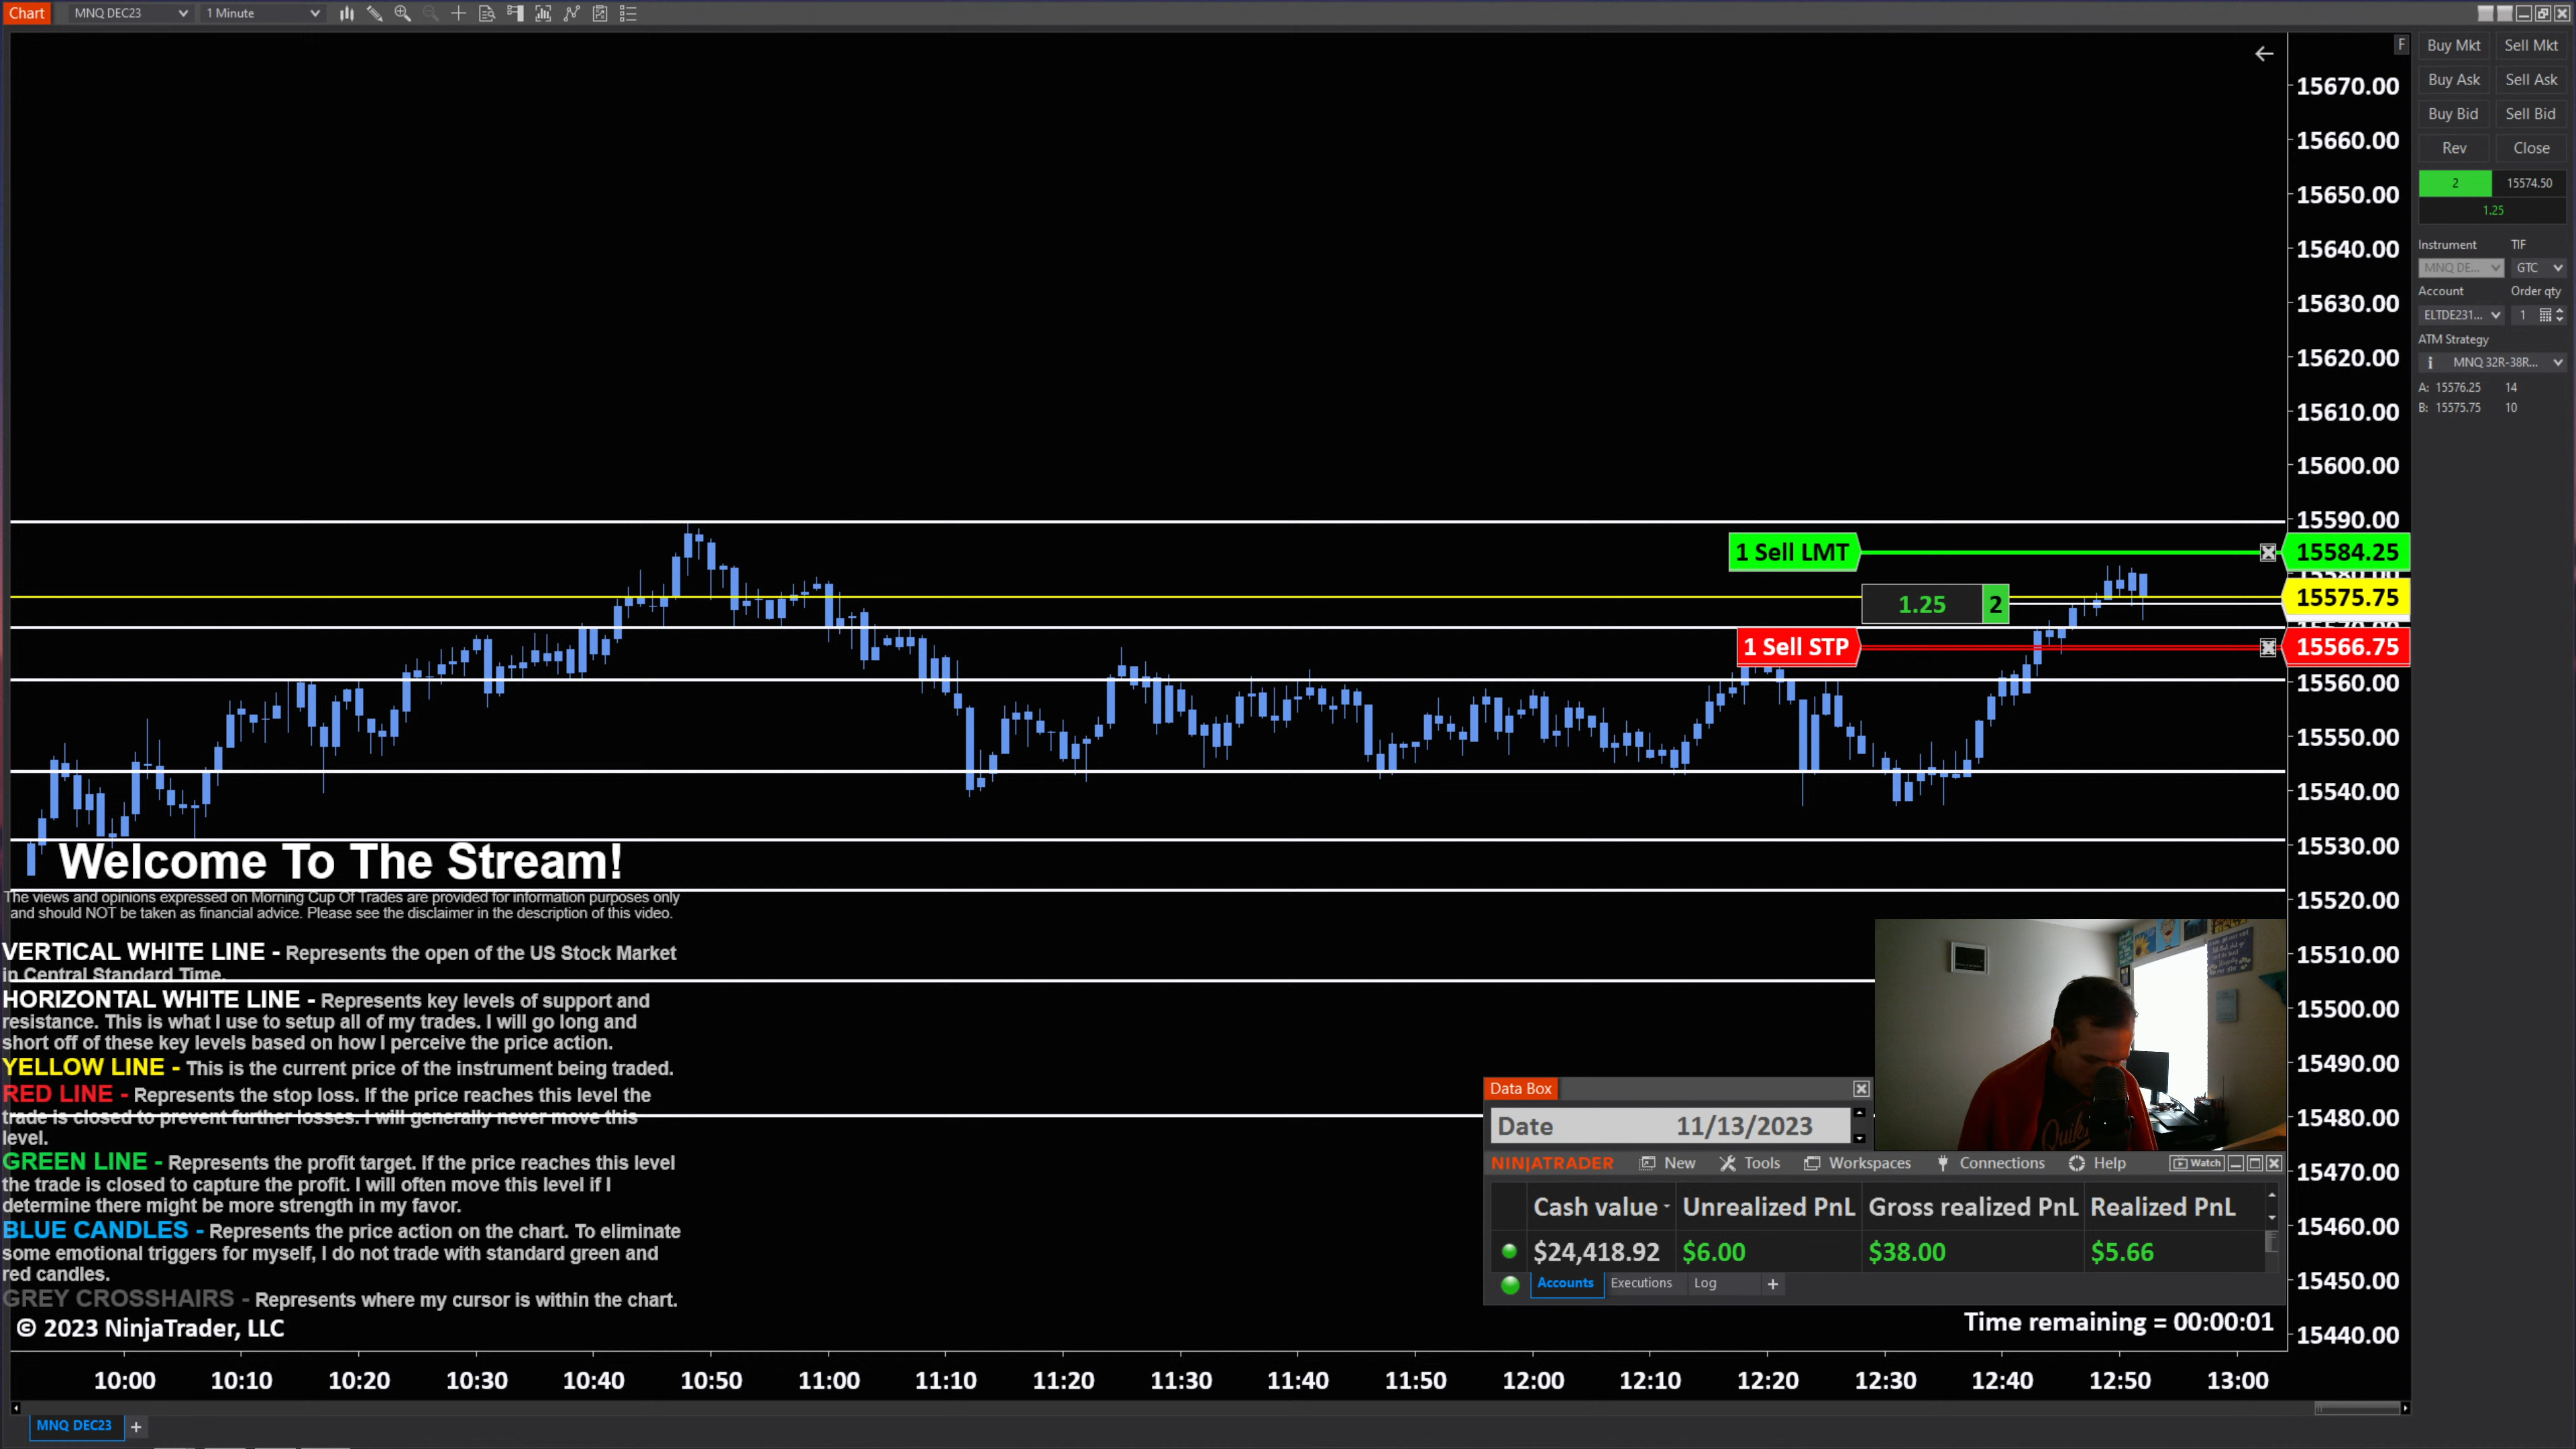 Chart MNQ DEC23 1 Minute
F
Buy Mkt Sell Mkt
Buy Ask Sell Ask
Buy Bid Sell Bid
Rev Close
2 15574.50
1.25
Instrument TIF
MNQ DE... GTC
Account Order qty
ELTDE231... 1
ATM Strategy
MNQ 32R-38R...
A: 15576.25 14
B: 15575.75 10
15670.00
15660.00
15650.00
15640.00
15630.00
15620.00
15610.00
15600.00
15590.00
1 Sell LMT 15584.25
15575.75
1.25 2
1 Sell STP 15566.75
15560.00
15550.00
15540.00
15530.00
15520.00
15510.00
15500.00
15490.00
15480.00
15470.00
15460.00
15450.00
15440.00
Welcome To The Stream!
The views and opinions expressed on Morning Cup Of Trades are provided for information purposes only
and should NOT be taken as financial advice. Please see the disclaimer in the description of this video.
VERTICAL WHITE LINE - Represents the open of the US Stock Market
in Central Standard Time.
HORIZONTAL WHITE LINE - Represents key levels of support and
resistance. This is what I use to setup all of my trades. I will go long and
short off of these key levels based on how I perceive the price action.
YELLOW LINE - This is the current price of the instrument being traded.
RED LINE - Represents the stop loss. If the price reaches this level the
trade is closed to prevent further losses. I will generally never move this
level.
GREEN LINE - Represents the profit target. If the price reaches this level
the trade is closed to capture the profit. I will often move this level if I
determine there might be more strength in my favor.
BLUE CANDLES - Represents the price action on the chart. To eliminate
some emotional triggers for myself, I do not trade with standard green and
red candles.
GREY CROSSHAIRS - Represents where my cursor is within the chart.
© 2023 NinjaTrader, LLC
Data Box
Date 11/13/2023
NINJATRADER New Tools Workspaces Connections Help Watch
Cash value Unrealized PnL Gross realized PnL Realized PnL
$24,418.92 $6.00 $38.00 $5.66
Accounts Executions Log +
Time remaining = 00:00:01
10:00 10:10 10:20 10:30 10:40 10:50 11:00 11:10 11:20 11:30 11:40 11:50 12:00 12:10 12:20 12:30 12:40 12:50 13:00
MNQ DEC23 +